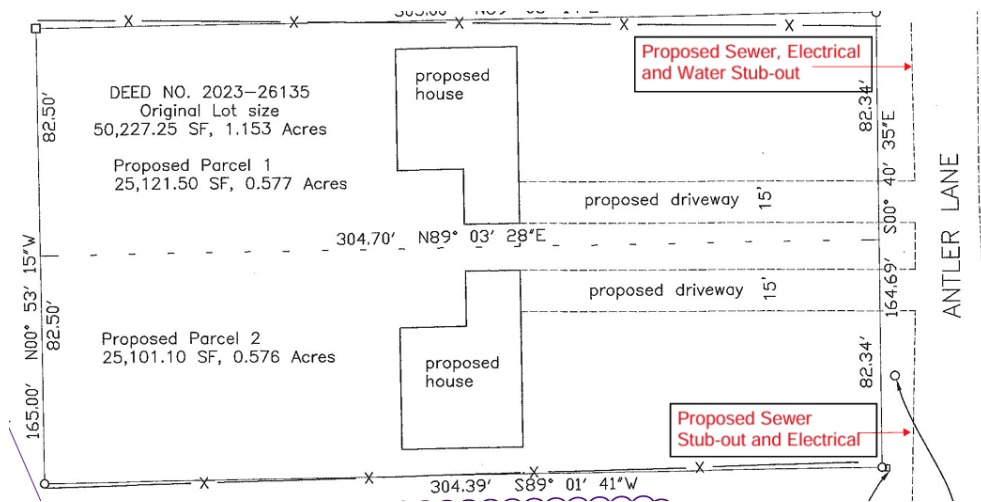 Proposed Sewer, Electrical
and Water Stub-out
proposed
house
DEED NO. 2023-26135
Original Lot size
50,227.25 SF, 1.153 Acres
82.50'
82.34'
Proposed Parcel 1
25,121.50 SF, 0.577 Acres
S00° 40' 35"E
164.69'
proposed driveway 15'
ANTLER LANE
304.70' N89° 03' 28"E
N00° 53' 15"W
165.00'
proposed driveway 15'
82.50'
Proposed Parcel 2
25,101.10 SF, 0.576 Acres
proposed
house
82.34'
Proposed Sewer
Stub-out and Electrical
304.39' S89° 01' 41"W